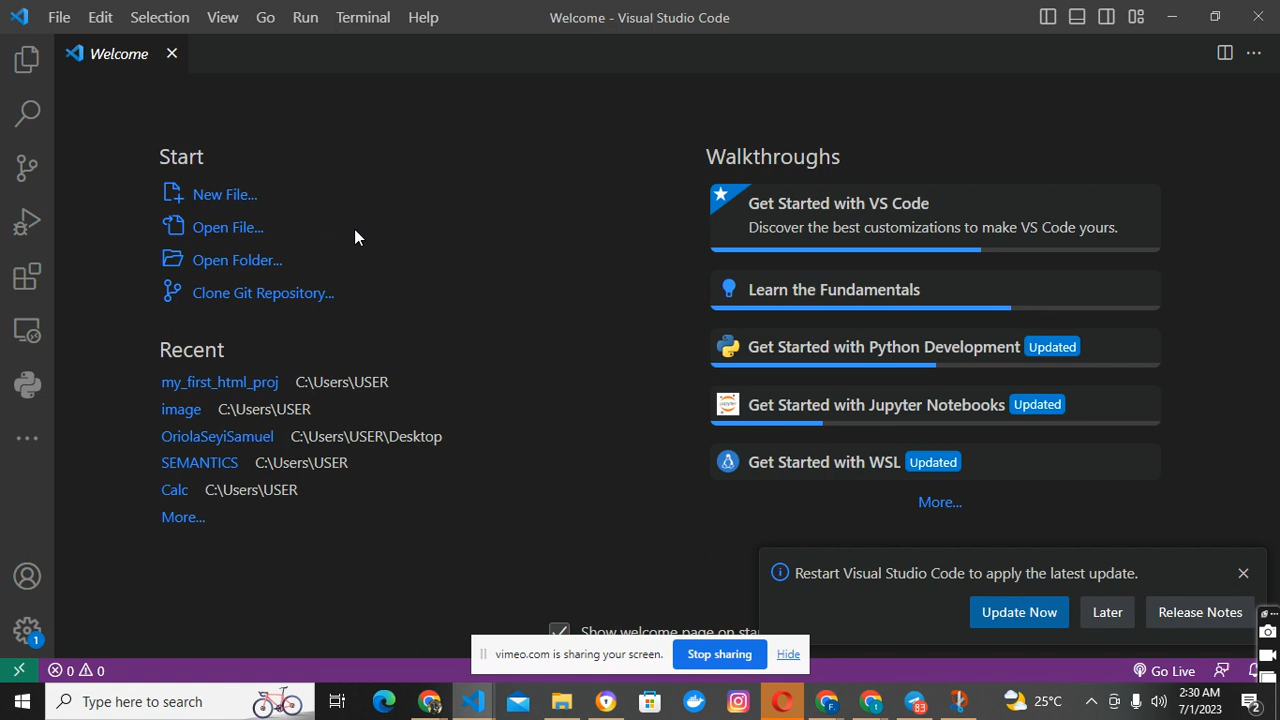 File Edit Selection View Go Run Terminal Help Welcome - Visual Studio Code
Welcome
Start
New File...
Open File...
Open Folder...
Clone Git Repository...
Recent
my_first_html_proj C:\Users\USER
image C:\Users\USER
OriolaSeyiSamuel C:\Users\USER\Desktop
SEMANTICS C:\Users\USER
Calc C:\Users\USER
More...
Walkthroughs
Get Started with VS Code
Discover the best customizations to make VS Code yours.
Learn the Fundamentals
Get Started with Python Development Updated
Get Started with Jupyter Notebooks Updated
Get Started with WSL Updated
More...
Restart Visual Studio Code to apply the latest update.
Update Now Later Release Notes
Show welcome page on
vimeo.com is sharing your screen. Stop sharing Hide
0 0 Go Live
1
Type here to search
83
25°C
2:30 AM
7/1/2023
2